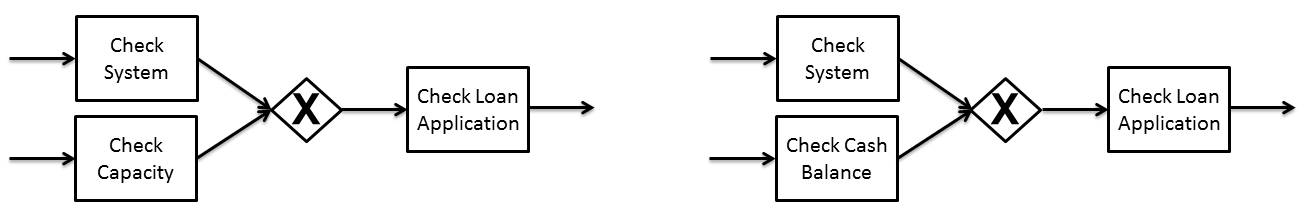 Check
System
Check
Capacity
X
Check Loan
Application
Check
System
Check Cash
Balance
X
Check Loan
Application